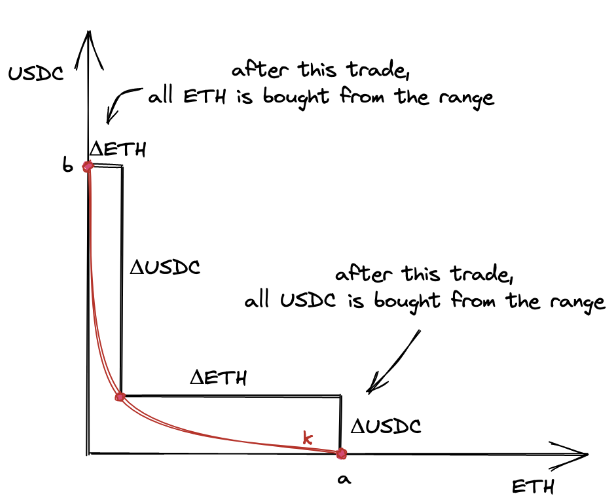 USDC
after this trade,
all ETH is bought from the range
ΔETH
b
ΔUSDC
after this trade,
all USDC is bought from the range
ΔETH
k
ΔUSDC
a
ETH